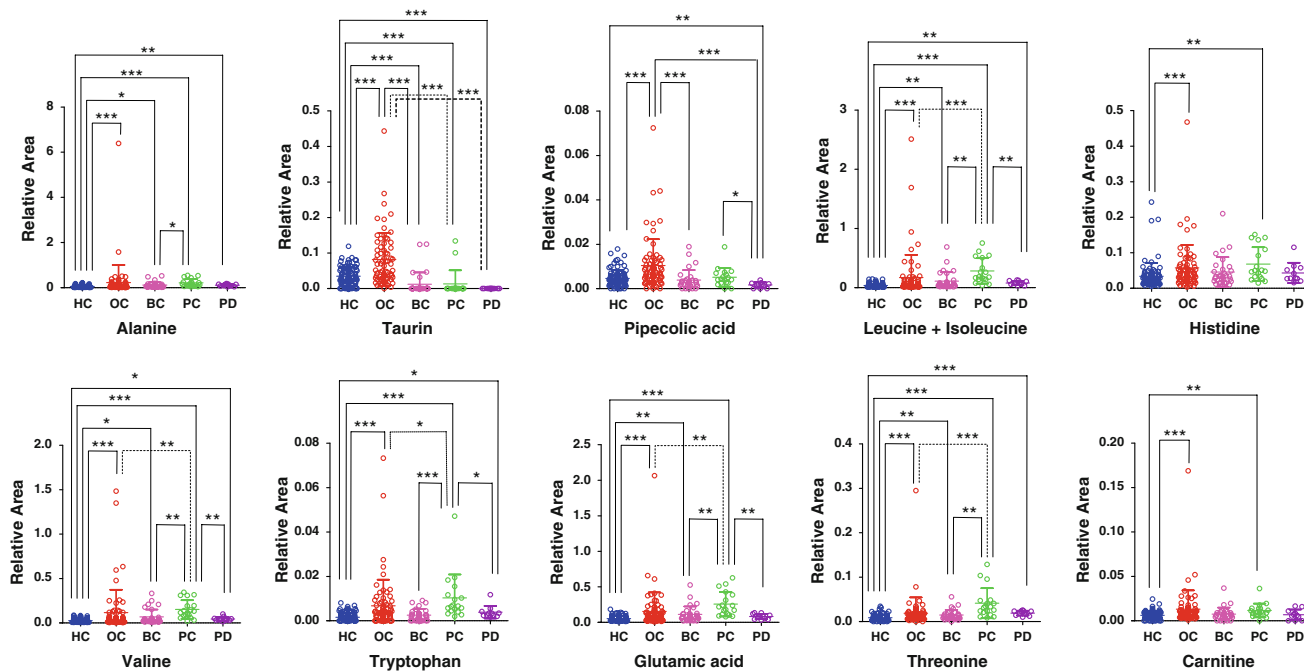 **
***
*
***
8
6
4
2
0
*
Relative Area
HC OC BC PC PD
Alanine
***
***
***
*** *** *** ***
0.5
0.4
0.3
0.2
0.1
0
Relative Area
HC OC BC PC PD
Taurin
**
***
*** ***
0.08
0.06
0.04
0.02
0
*
Relative Area
HC OC BC PC PD
Pipecolic acid
**
***
**
*** ***
3
2
1
0
** **
Relative Area
HC OC BC PC PD
Leucine + Isoleucine
**
***
0.5
0.4
0.3
0.2
0.1
0
Relative Area
HC OC BC PC PD
Histidine
*
***
*
*** **
2.0
1.5
1.0
0.5
0.0
** **
Relative Area
HC OC BC PC PD
Valine
*
***
*** *
0.08
0.06
0.04
0.02
0.00
*** *
Relative Area
HC OC BC PC PD
Tryptophan
***
**
*** **
2.5
2.0
1.5
1.0
0.5
0.0
** **
Relative Area
HC OC BC PC PD
Glutamic acid
***
***
**
*** ***
0.4
0.3
0.2
0.1
0.0
**
Relative Area
HC OC BC PC PD
Threonine
**
***
0.20
0.15
0.10
0.05
0.00
Relative Area
HC OC BC PC PD
Carnitine